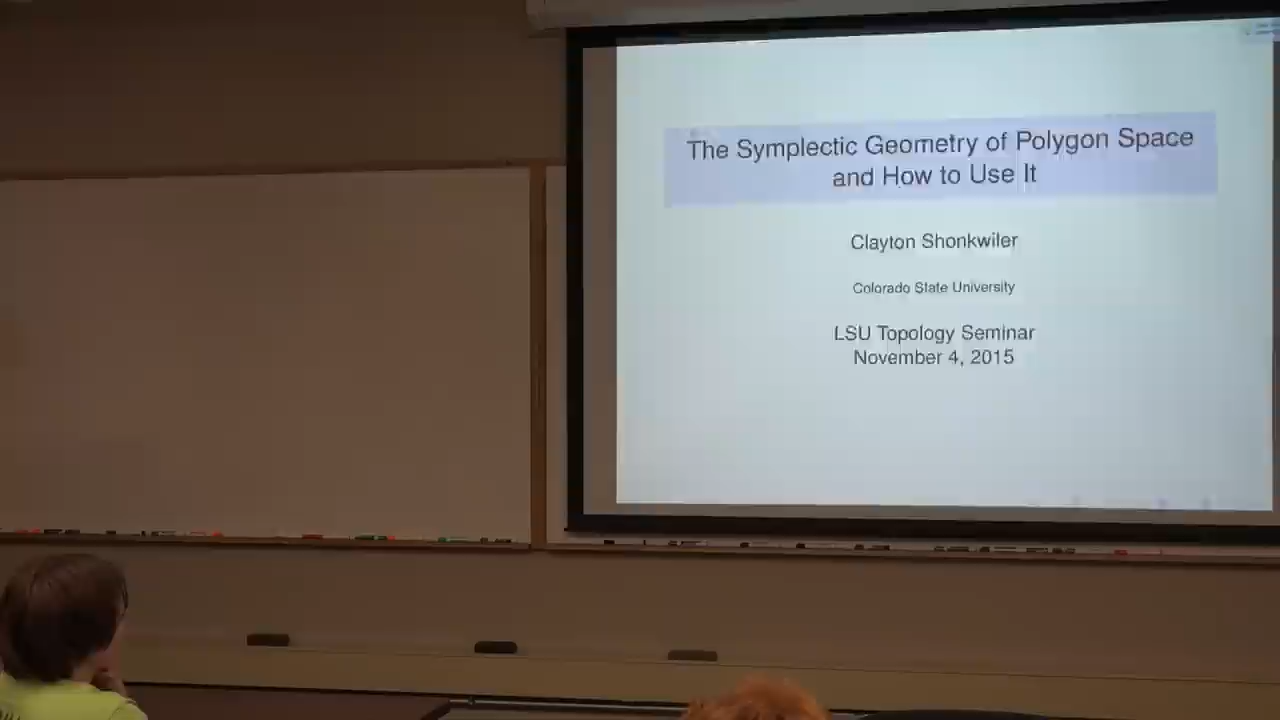 The Symplectic Geometry of Polygon Space
and How to Use It
Clayton Shonkwiler
Colorado State University
LSU Topology Seminar
November 4, 2015